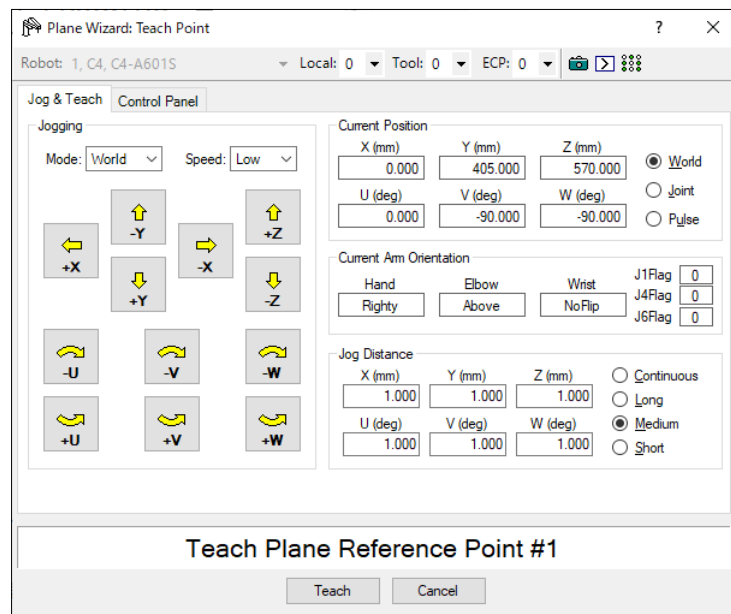 Plane Wizard: Teach Point ? ×
Robot: 1, C4, C4-A601S Local: 0 Tool: 0 ECP: 0
Jog & Teach Control Panel
Jogging
Mode: World Speed: Low
-Y
+Z
+X
-X
+Y
-Z
-U -V -W
+U +V +W
Current Position
X (mm) Y (mm) Z (mm)
0.000 405.000 570.000 World
U (deg) V (deg) W (deg) Joint
0.000 -90.000 -90.000 Pulse
Current Arm Orientation
Hand Elbow Wrist J1Flag 0
Righty Above NoFlip J4Flag 0
J6Flag 0
Jog Distance
X (mm) Y (mm) Z (mm) Continuous
1.000 1.000 1.000 Long
U (deg) V (deg) W (deg) Medium
1.000 1.000 1.000 Short
Teach Plane Reference Point #1
Teach Cancel